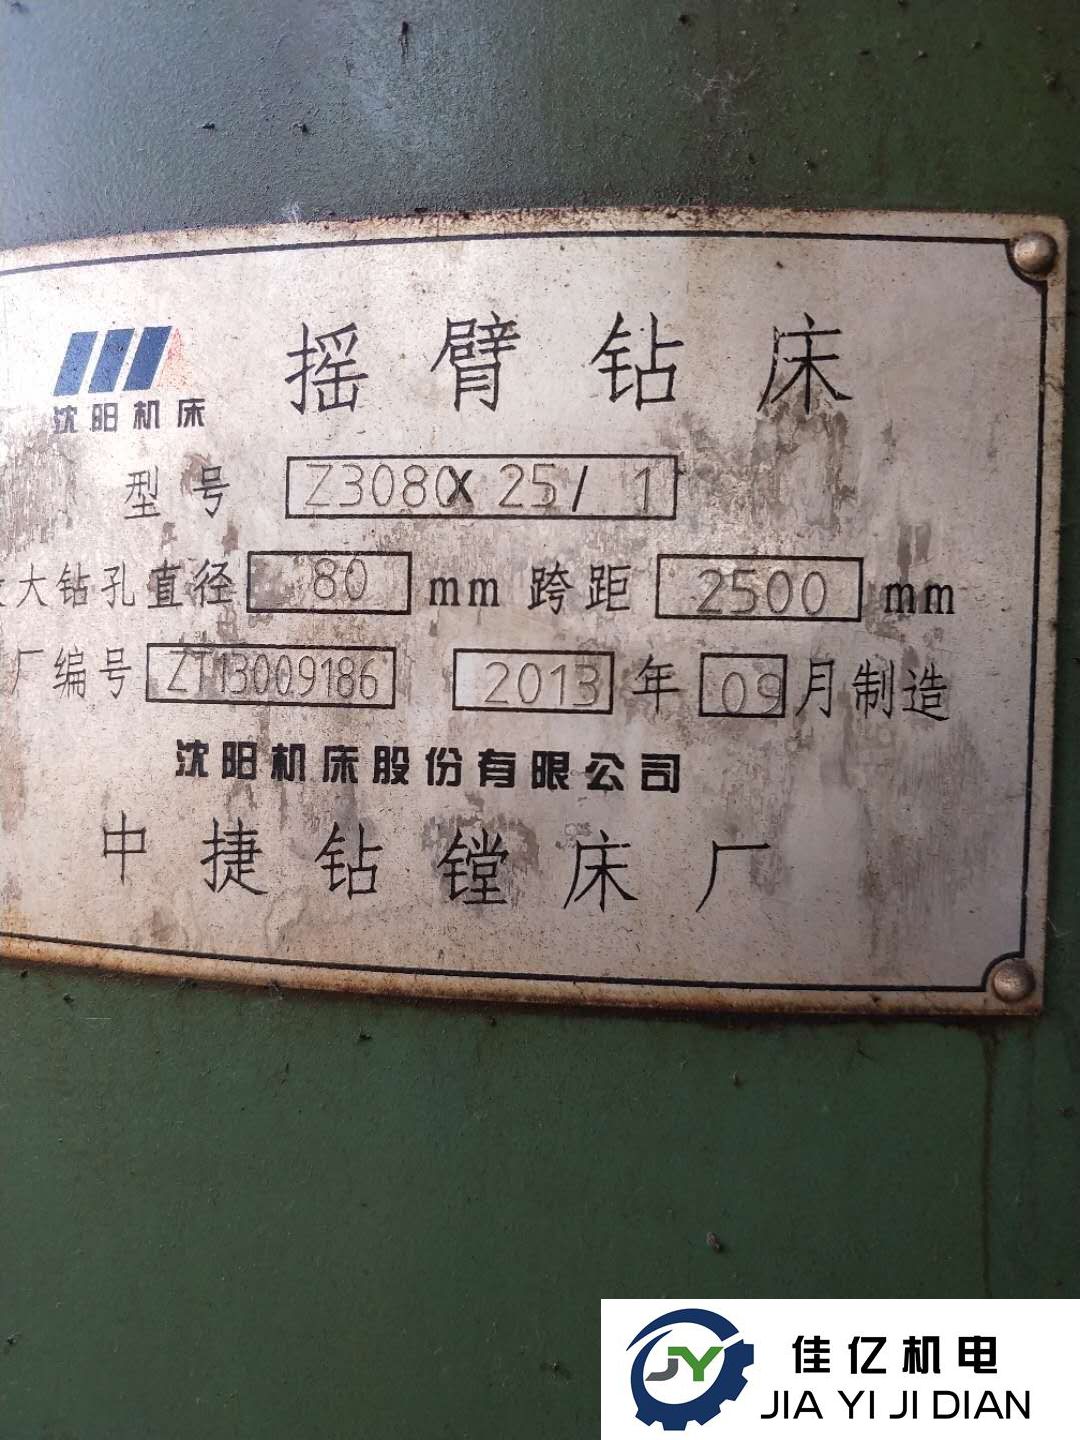 摇臂钻床
沈阳机床
型号 Z3080x25/1
大钻孔直径 80 mm 跨距 2500 mm
厂编号 ZT13009186 2013 年 09 月制造
沈阳机床股份有限公司
中捷钻镗床厂
JY 佳亿机电
JIA YI JI DIAN